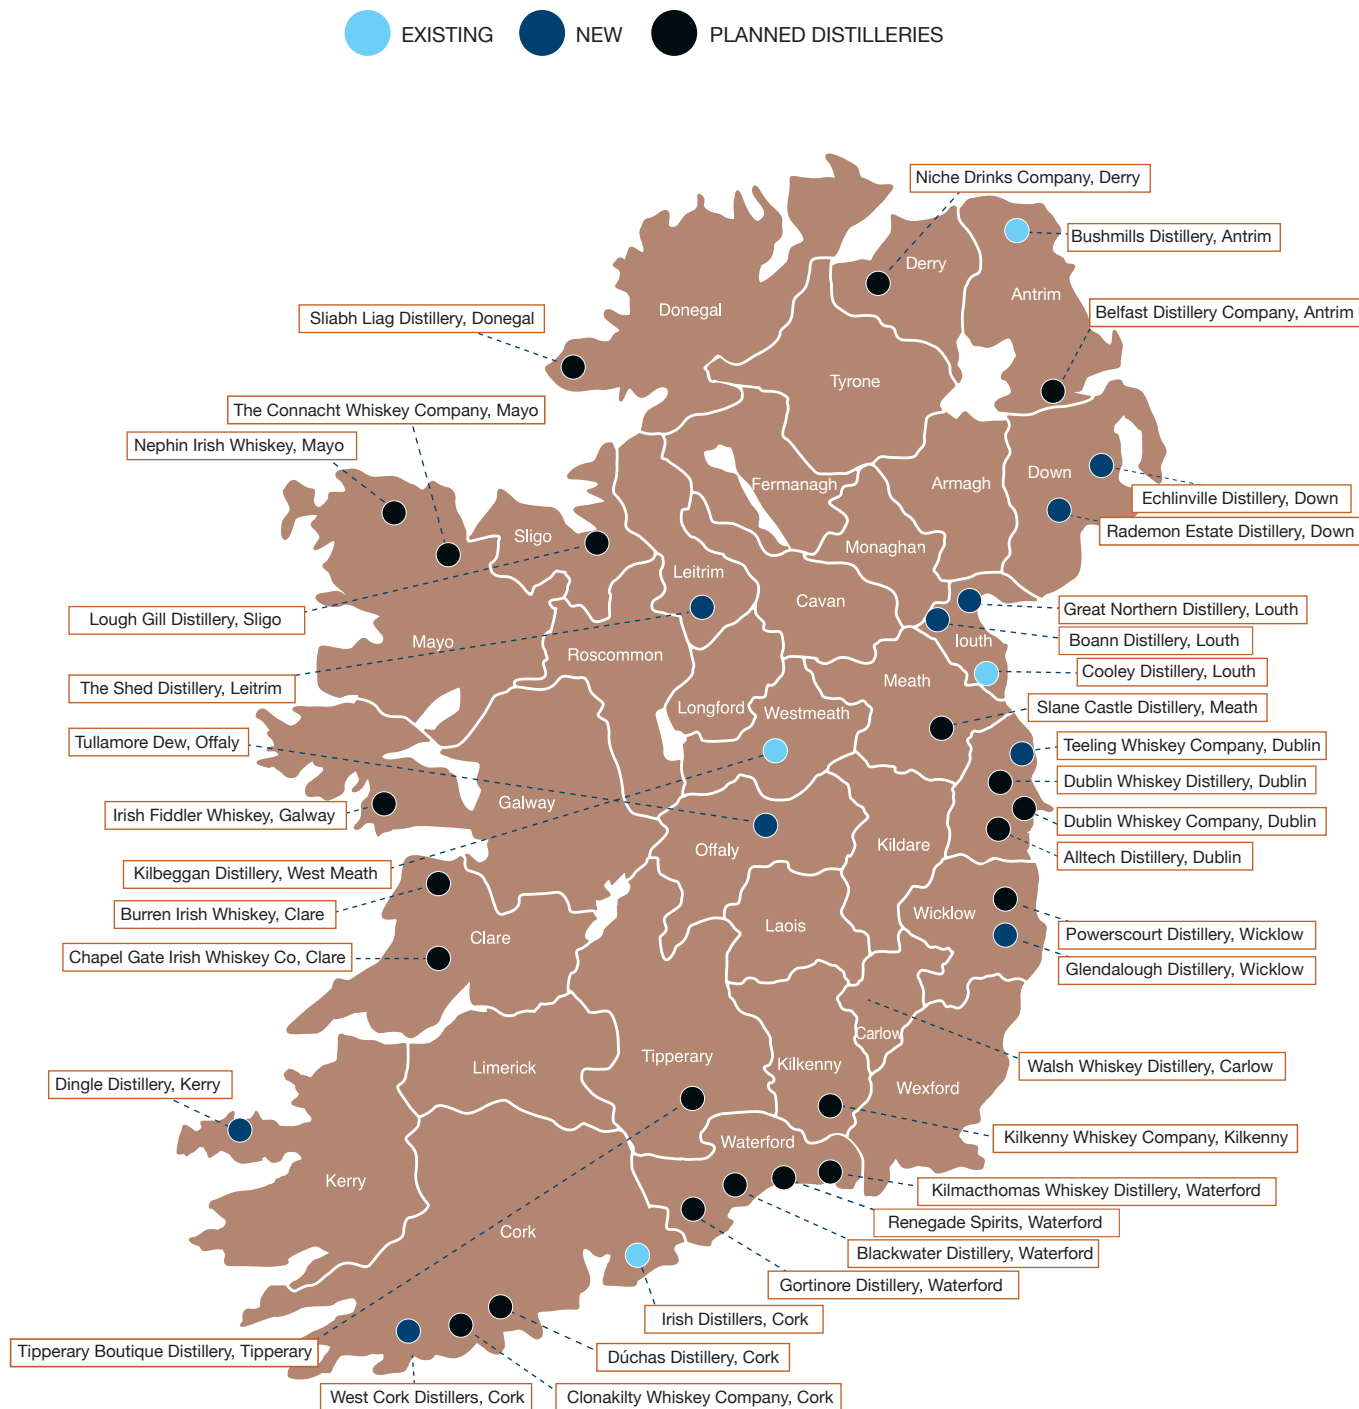 EXISTING
NEW
PLANNED DISTILLERIES
Niche Drinks Company, Derry
Bushmills Distillery, Antrim
Derry
Antrim
Donegal
Belfast Distillery Company, Antrim
Sliabh Liag Distillery, Donegal
Tyrone
The Connacht Whiskey Company, Mayo
Nephin Irish Whiskey, Mayo
Down
Fermanagh
Armagh
Echlinville Distillery, Down
Rademon Estate Distillery, Down
Sligo
Monaghan
Leitrim
Cavan
Great Northern Distillery, Louth
Lough Gill Distillery, Sligo
Mayo
louth
Boann Distillery, Louth
Roscommon
Cooley Distillery, Louth
Meath
The Shed Distillery, Leitrim
Longford
Westmeath
Slane Castle Distillery, Meath
Tullamore Dew, Offaly
Teeling Whiskey Company, Dublin
Dublin Whiskey Distillery, Dublin
Galway
Irish Fiddler Whiskey, Galway
Dublin Whiskey Company, Dublin
Kildare
Offaly
Alltech Distillery, Dublin
Kilbeggan Distillery, West Meath
Burren Irish Whiskey, Clare
Wicklow
Laois
Powerscourt Distillery, Wicklow
Clare
Chapel Gate Irish Whiskey Co, Clare
Glendalough Distillery, Wicklow
Carlow
Tipperary
Limerick
Kilkenny
Walsh Whiskey Distillery, Carlow
Dingle Distillery, Kerry
Wexford
Kilkenny Whiskey Company, Kilkenny
Waterford
Kerry
Kilmacthomas Whiskey Distillery, Waterford
Renegade Spirits, Waterford
Cork
Blackwater Distillery, Waterford
Gortinore Distillery, Waterford
Irish Distillers, Cork
Tipperary Boutique Distillery, Tipperary
Dúchas Distillery, Cork
West Cork Distillers, Cork
Clonakilty Whiskey Company, Cork